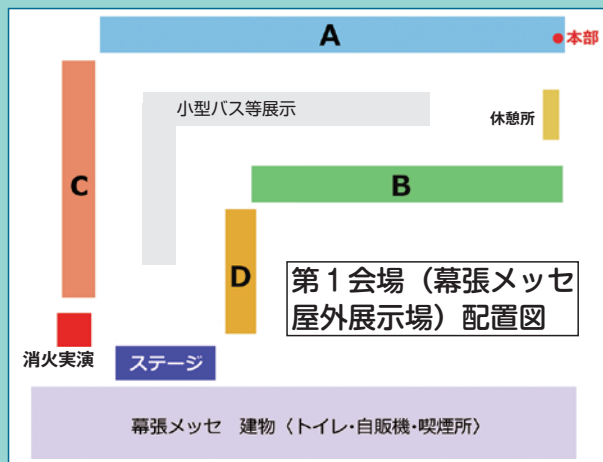 A
本部
小型バス等展示
休憩所
C
B
D
第1会場(幕張メッセ
屋外展示場)配置図
消火実演
ステージ
幕張メッセ 建物〈トイレ・自販機・喫煙所〉